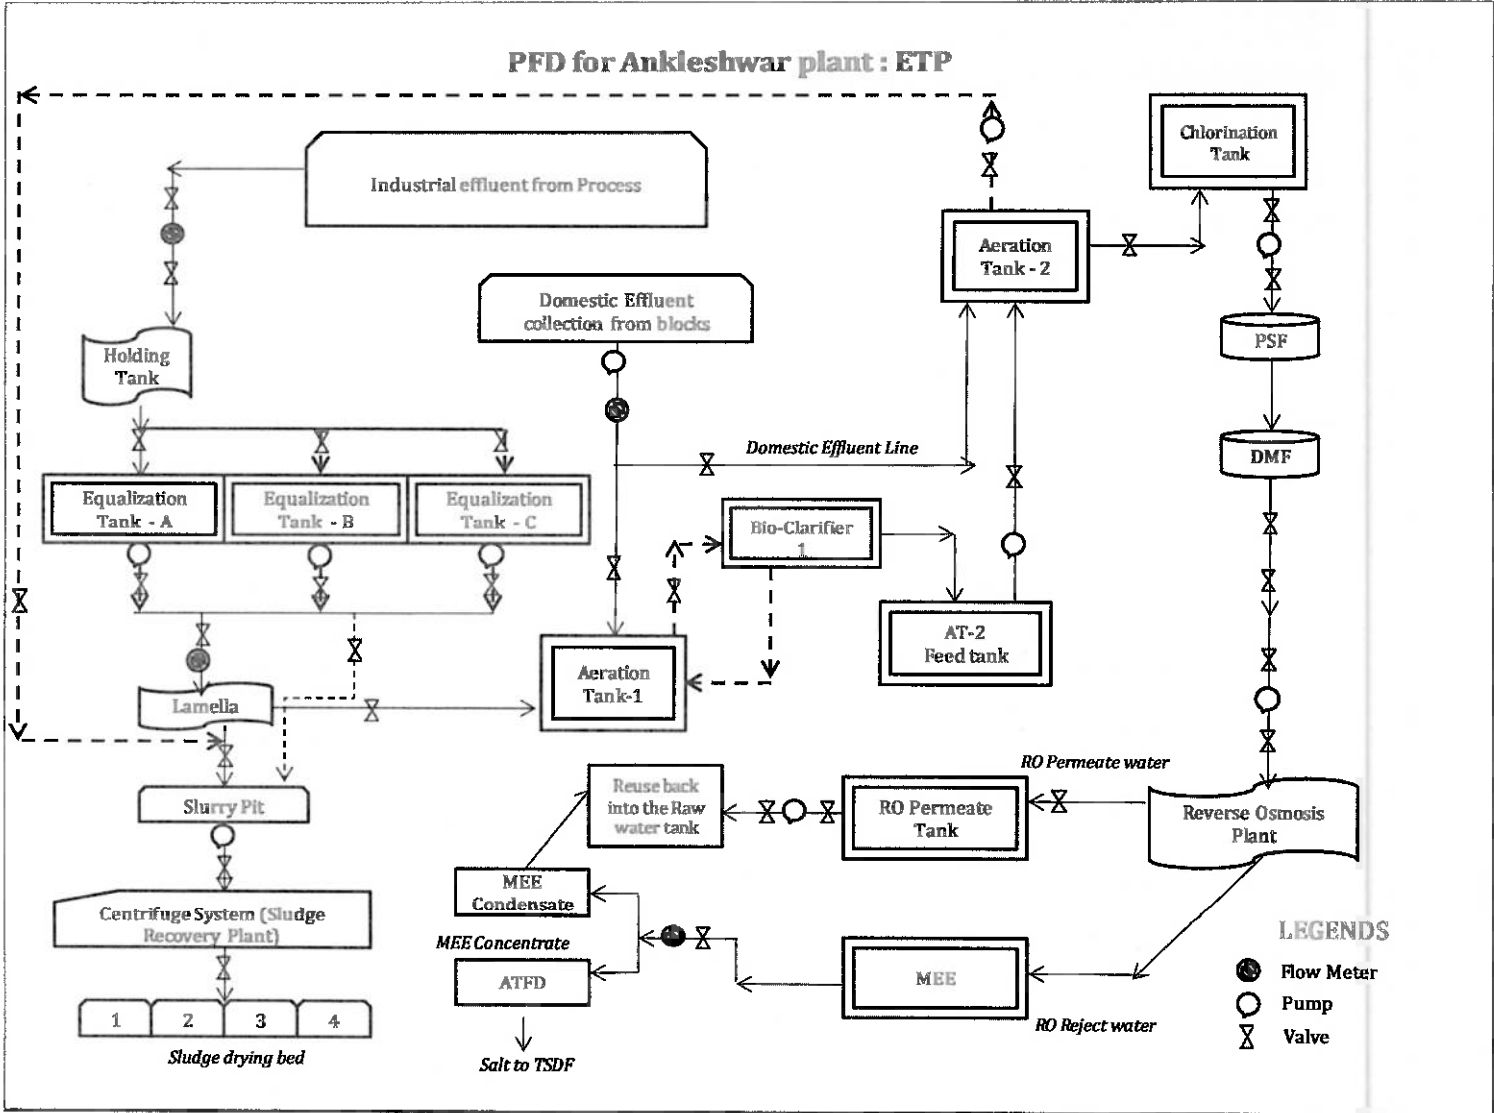 PFD for Ankleshwar plant : ETP
Industrial effluent from Process
Chlorination
Tank
Aeration
Tank - 2
Domestic Effluent
collection from blocks
PSF
Holding
Tank
Domestic Effluent Line
DMF
Equalization
Tank - A
Equalization
Tank - B
Equalization
Tank - C
Bio-Clarifier
1
AT-2
Feed tank
Aeration
Tank-1
Lamella
RO Permeate water
Slurry Pit
Reuse back
into the Raw
water tank
RO Permeate
Tank
Reverse Osmosis
Plant
MEE
Condensate
Centrifuge System (Sludge
Recovery Plant)
MEE Concentrate
ATFD
MEE
LEGENDS
Flow Meter
Pump
Valve
1
2
3
4
RO Reject water
Sludge drying bed
Salt to TSDF